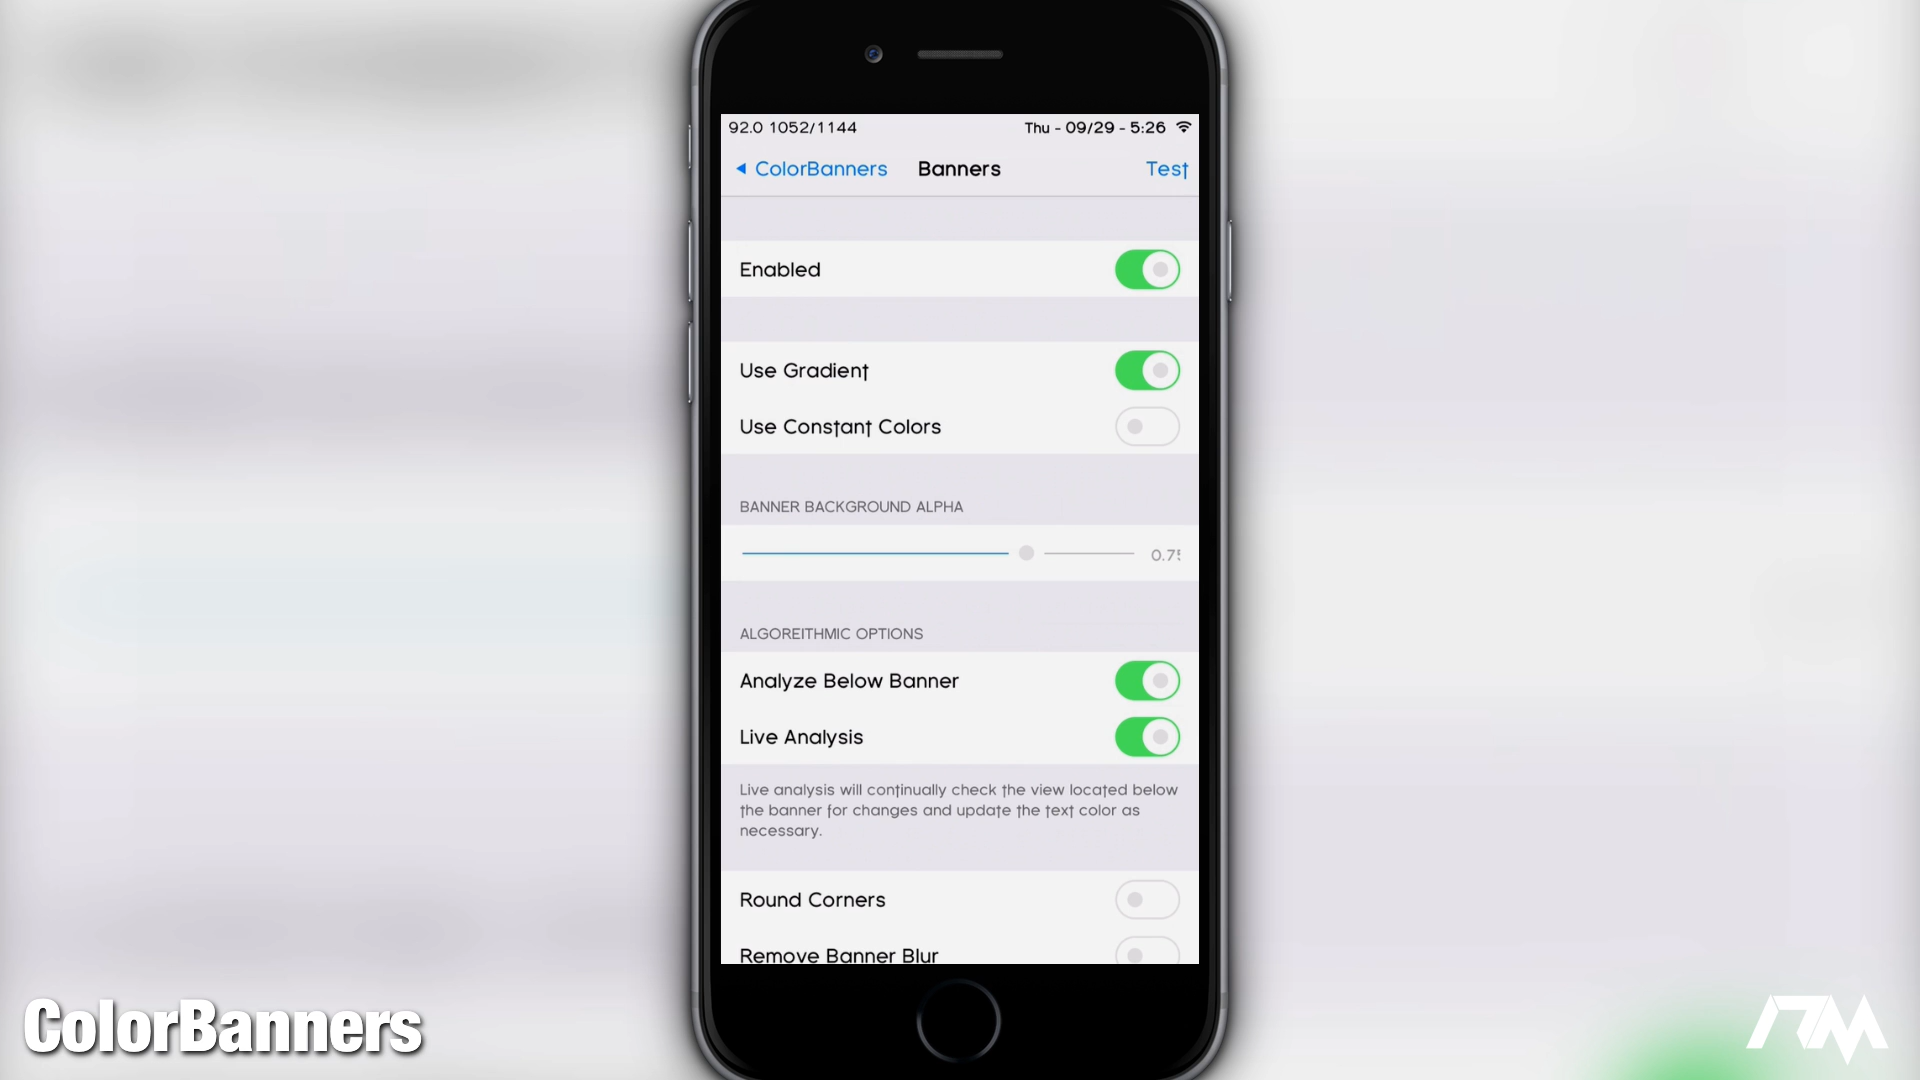 92.0 1052/1144
Thu - 09/29 - 5:26
ColorBanners
Banners
Test
Enabled
Use Gradient
Use Constant Colors
BANNER BACKGROUND ALPHA
ALGOREITHMIC OPTIONS
Analyze Below Banner
Live Analysis
Live analysis will continually check the view located below
the banner for changes and update the text color as
necessary.
Round Corners
Remove Banner Blur
ColorBanners